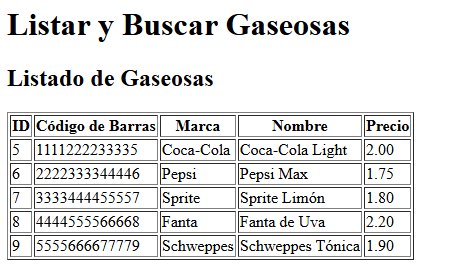 Listar y Buscar Gaseosas
Listado de Gaseosas
ID Código de Barras Marca Nombre Precio
5 1111222233335 Coca-Cola Coca-Cola Light 2.00
6 2222333344446 Pepsi Pepsi Max 1.75
7 3333444455557 Sprite Sprite Limón 1.80
8 4444555566668 Fanta Fanta de Uva 2.20
9 5555666677779 Schweppes Schweppes Tónica 1.90